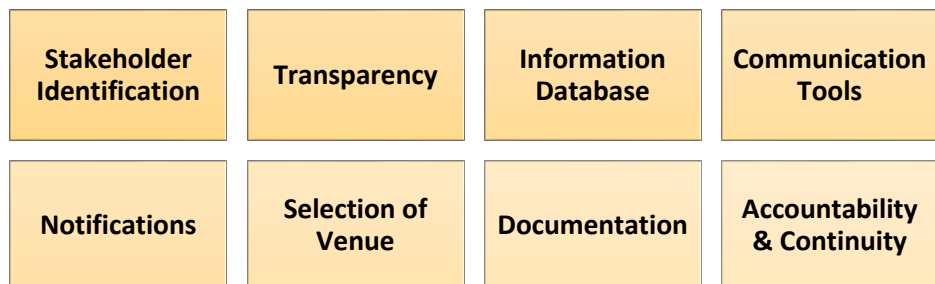 Stakeholder
Identification
Transparency
Information
Database
Communication
Tools
Notifications
Selection of
Venue
Documentation
Accountability
& Continuity